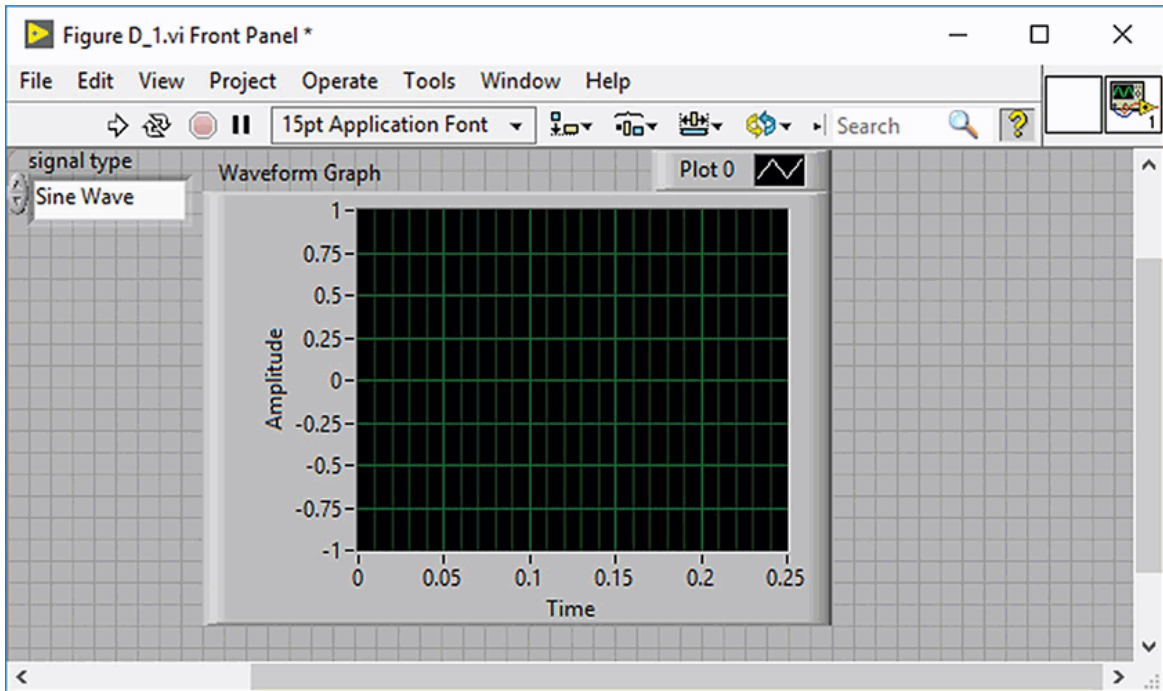 Figure D_1.vi Front Panel *
File Edit View Project Operate Tools Window Help
15pt Application Font Search ? 1
signal type
Sine Wave
Waveform Graph Plot 0
1
0.75
0.5
0.25
0
-0.25
-0.5
-0.75
-1
Amplitude
0 0.05 0.1 0.15 0.2 0.25
Time